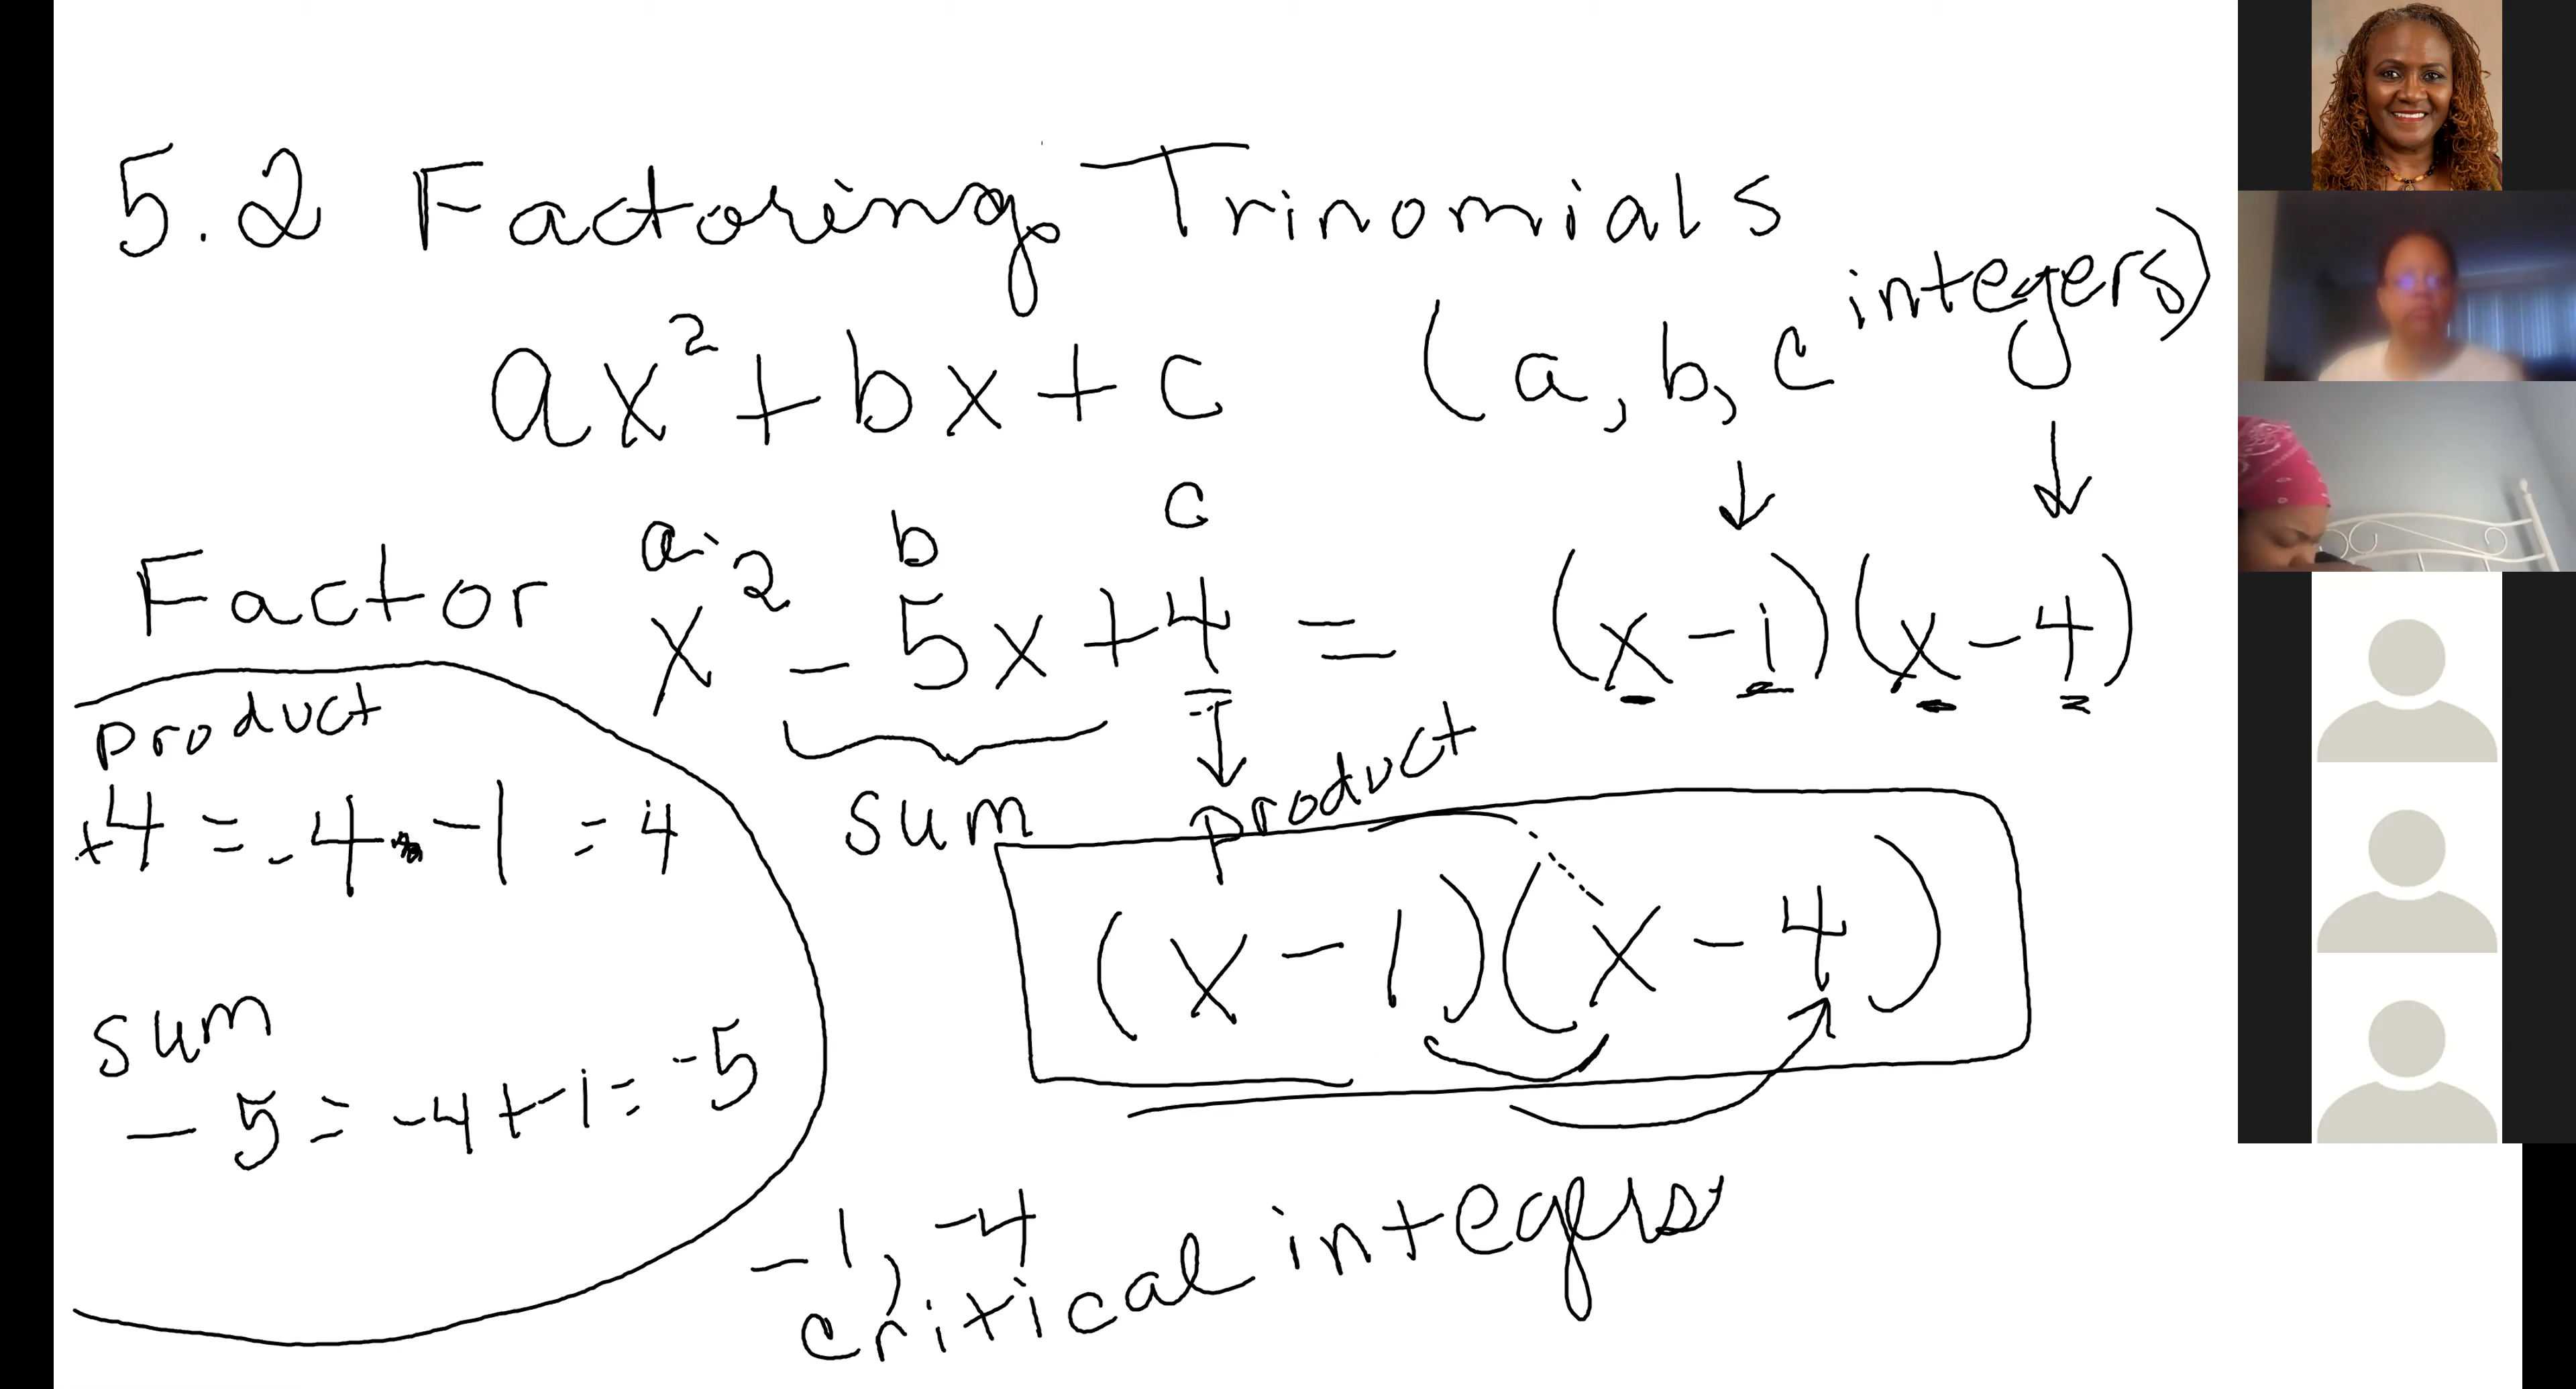 5.2 Factoring Trinomials
ax²+bx+c (a, b, c integers)
a b c
Factor x² - 5x + 4 = (x - 1)(x - 4)
product
+4 = -4 · -1 = 4
sum product
(x - 1)(x - 4)
sum
- 5 = -4 + -1 = -5
-1, -4
critical integers